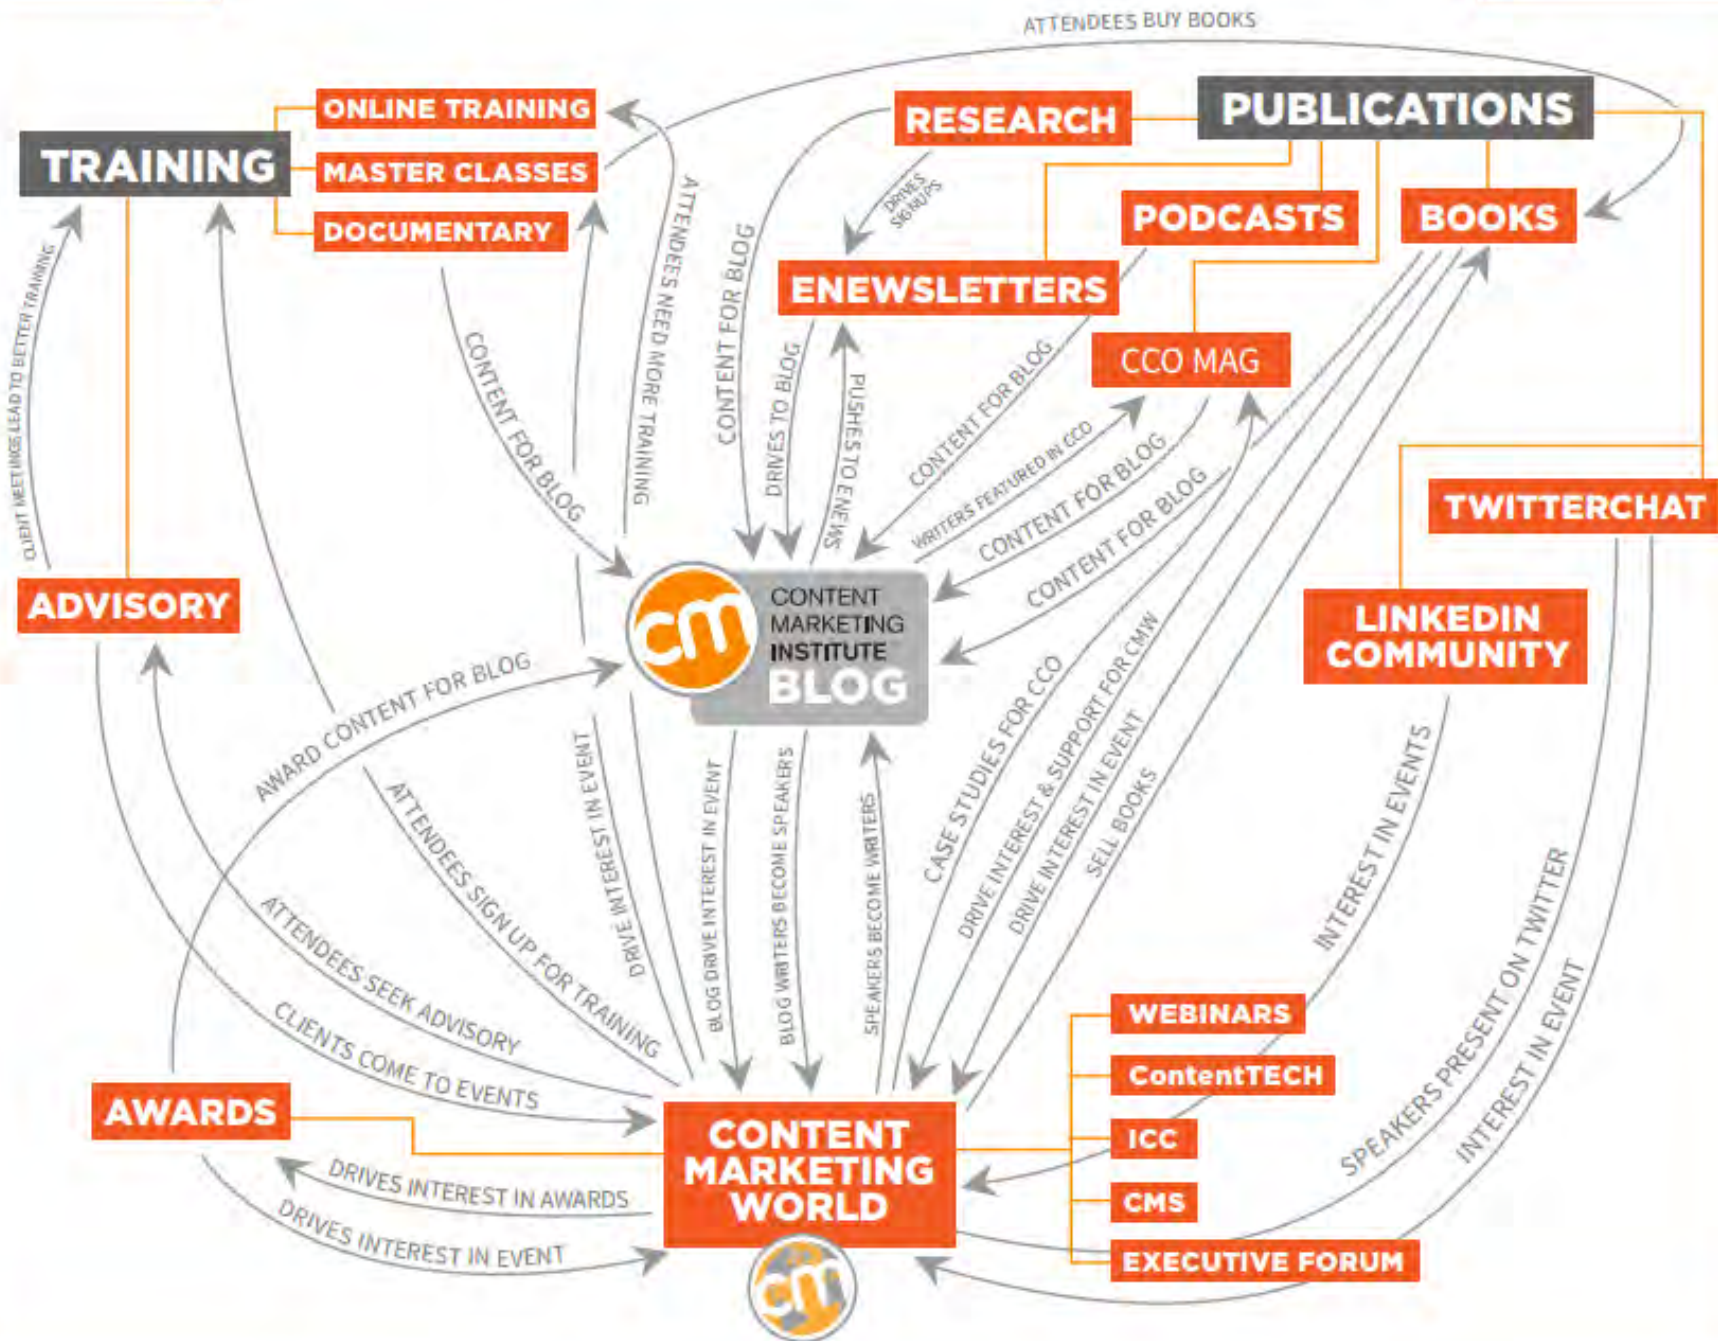 ATTENDEES BUY BOOKS
ONLINE TRAINING
RESEARCH
PUBLICATIONS
TRAINING
MASTER CLASSES
DOCUMENTARY
DRIVES
SIGNUPS
PODCASTS
BOOKS
ENEWSLETTERS
CCO MAG
CLIENT MEETINGS LEAD TO BETTER TRAINING
CONTENT FOR BLOG
ATTENDEES NEED MORE TRAINING
CONTENT FOR BLOG
DRIVES TO BLOG
PUSHES TO ENEWS
CONTENT FOR BLOG
WRITERS FEATURED IN CCO
CONTENT FOR BLOG
CONTENT FOR BLOG
TWITTERCHAT
ADVISORY
cm
CONTENT
MARKETING
INSTITUTE
BLOG
LINKEDIN
COMMUNITY
AWARD CONTENT FOR BLOG
ATTENDEES SIGN UP FOR TRAINING
DRIVE INTEREST IN EVENT
BLOG DRIVE INTEREST IN EVENT
BLOG WRITERS BECOME SPEAKERS
SPEAKERS BECOME WRITERS
CASE STUDIES FOR CCO
DRIVE INTEREST & SUPPORT FOR CMW
DRIVE INTEREST IN EVENT
SELL BOOKS
INTEREST IN EVENTS
SPEAKERS PRESENT ON TWITTER
INTEREST IN EVENT
ATTENDEES SEEK ADVISORY
CLIENTS COME TO EVENTS
AWARDS
DRIVES INTEREST IN AWARDS
DRIVES INTEREST IN EVENT
CONTENT
MARKETING
WORLD
cm
WEBINARS
ContentTECH
ICC
CMS
EXECUTIVE FORUM